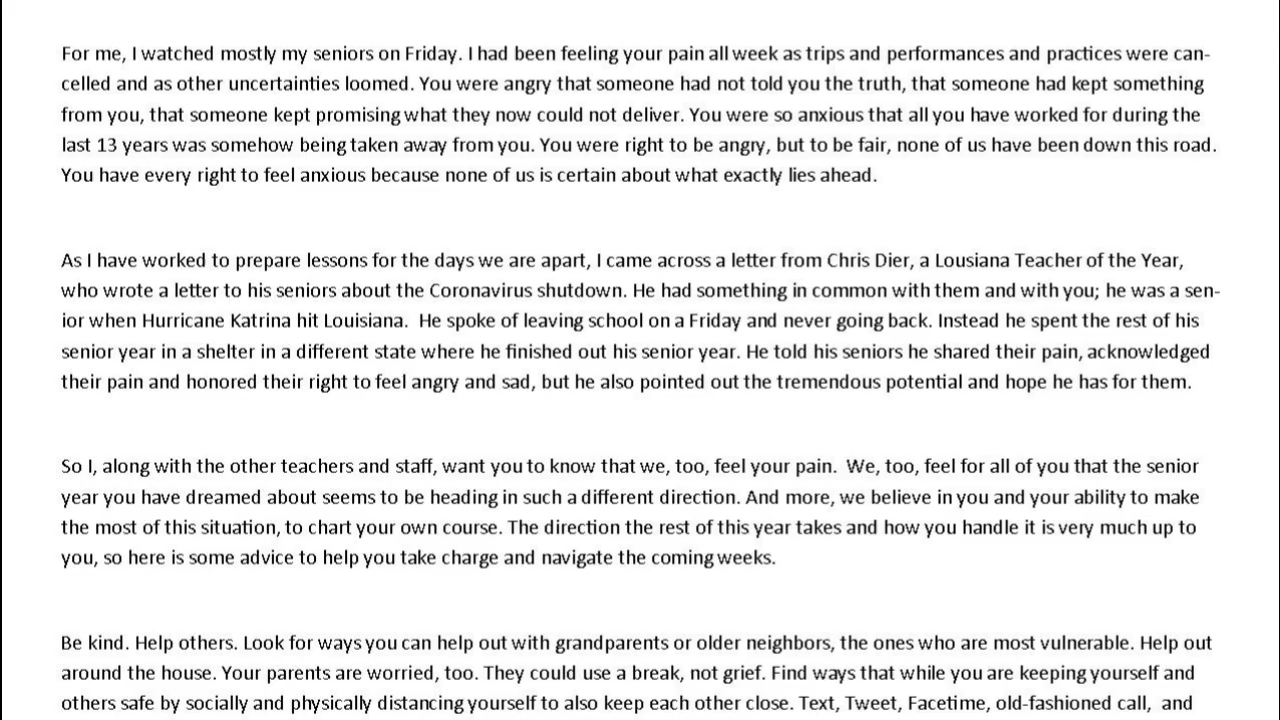 For me, I watched mostly my seniors on Friday. I had been feeling your pain all week as trips and performances and practices were can-
celled and as other uncertainties loomed. You were angry that someone had not told you the truth, that someone had kept something
from you, that someone kept promising what they now could not deliver. You were so anxious that all you have worked for during the
last 13 years was somehow being taken away from you. You were right to be angry, but to be fair, none of us have been down this road.
You have every right to feel anxious because none of us is certain about what exactly lies ahead.
As I have worked to prepare lessons for the days we are apart, I came across a letter from Chris Dier, a Lousiana Teacher of the Year,
who wrote a letter to his seniors about the Coronavirus shutdown. He had something in common with them and with you; he was a sen-
ior when Hurricane Katrina hit Louisiana.  He spoke of leaving school on a Friday and never going back. Instead he spent the rest of his
senior year in a shelter in a different state where he finished out his senior year. He told his seniors he shared their pain, acknowledged
their pain and honored their right to feel angry and sad, but he also pointed out the tremendous potential and hope he has for them.
So I, along with the other teachers and staff, want you to know that we, too, feel your pain.  We, too, feel for all of you that the senior
year you have dreamed about seems to be heading in such a different direction. And more, we believe in you and your ability to make
the most of this situation, to chart your own course. The direction the rest of this year takes and how you handle it is very much up to
you, so here is some advice to help you take charge and navigate the coming weeks.
Be kind. Help others. Look for ways you can help out with grandparents or older neighbors, the ones who are most vulnerable. Help out
around the house. Your parents are worried, too. They could use a break, not grief. Find ways that while you are keeping yourself and
others safe by socially and physically distancing yourself to also keep each other close. Text, Tweet, Facetime, old-fashioned call,  and